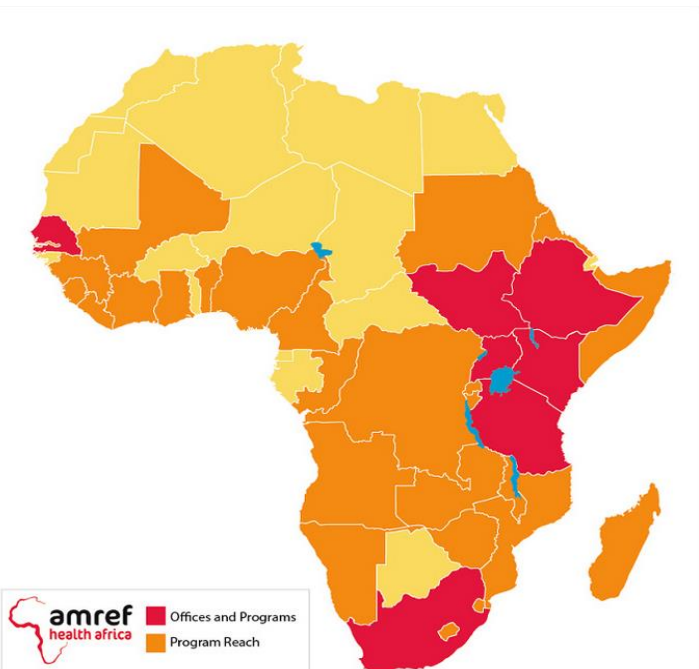 amref
health africa
Offices and Programs
Program Reach